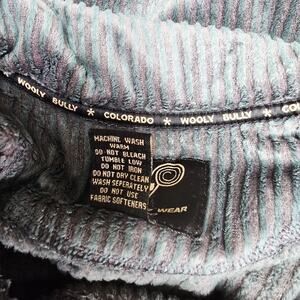 WOOLY BULLY * COLORADO * WOOLY BULLY * CO
MACHINE WASH
WARM
DO NOT BLEACH
TUMBLE LOW
DO NOT IRON
DO NOT DRY CLEAN
WASH SEPERATELY
DO NOT USE
FABRIC SOFTENERS
WEAR